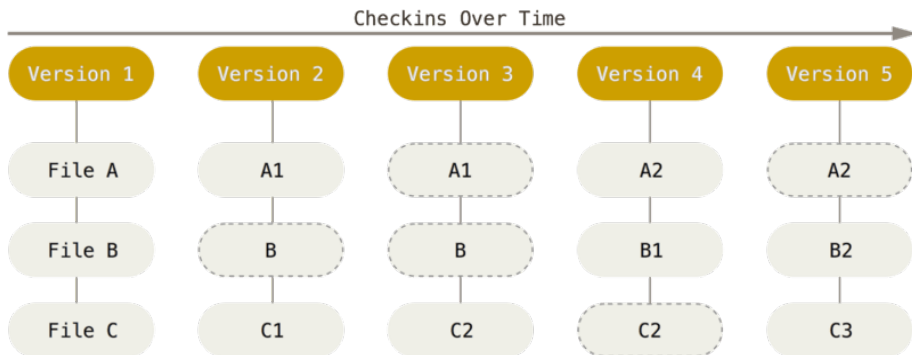 Checkins Over Time
Version 1 Version 2 Version 3 Version 4 Version 5
File A A1 A1 A2 A2
File B B B B1 B2
File C C1 C2 C2 C3